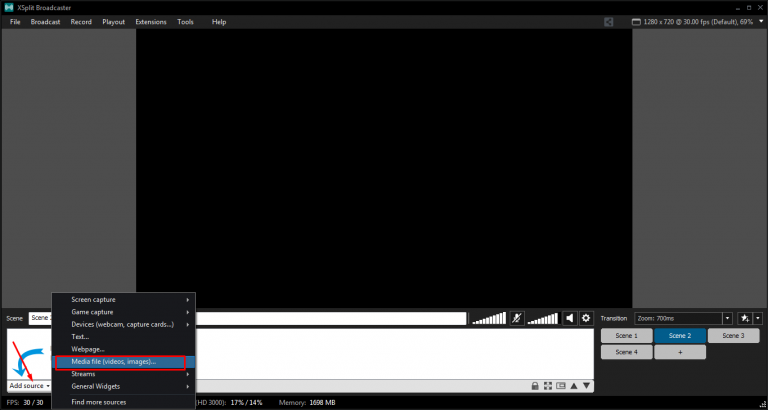 XSplit Broadcaster
File Broadcast Record Playout Extensions Tools Help
1280 x 720 @ 30.00 fps (Default), 69%
Screen capture
Game capture
Devices (webcam, capture cards...)
Text...
Webpage...
Media file (videos, images)...
Streams
General Widgets
Find more sources
Scene Scene
Transition Zoom: 700ms
Scene 1 Scene 2 Scene 3
Scene 4 +
Add source
FPS: 30 / 30 (HD 3000): 17% / 14% Memory: 1698 MB